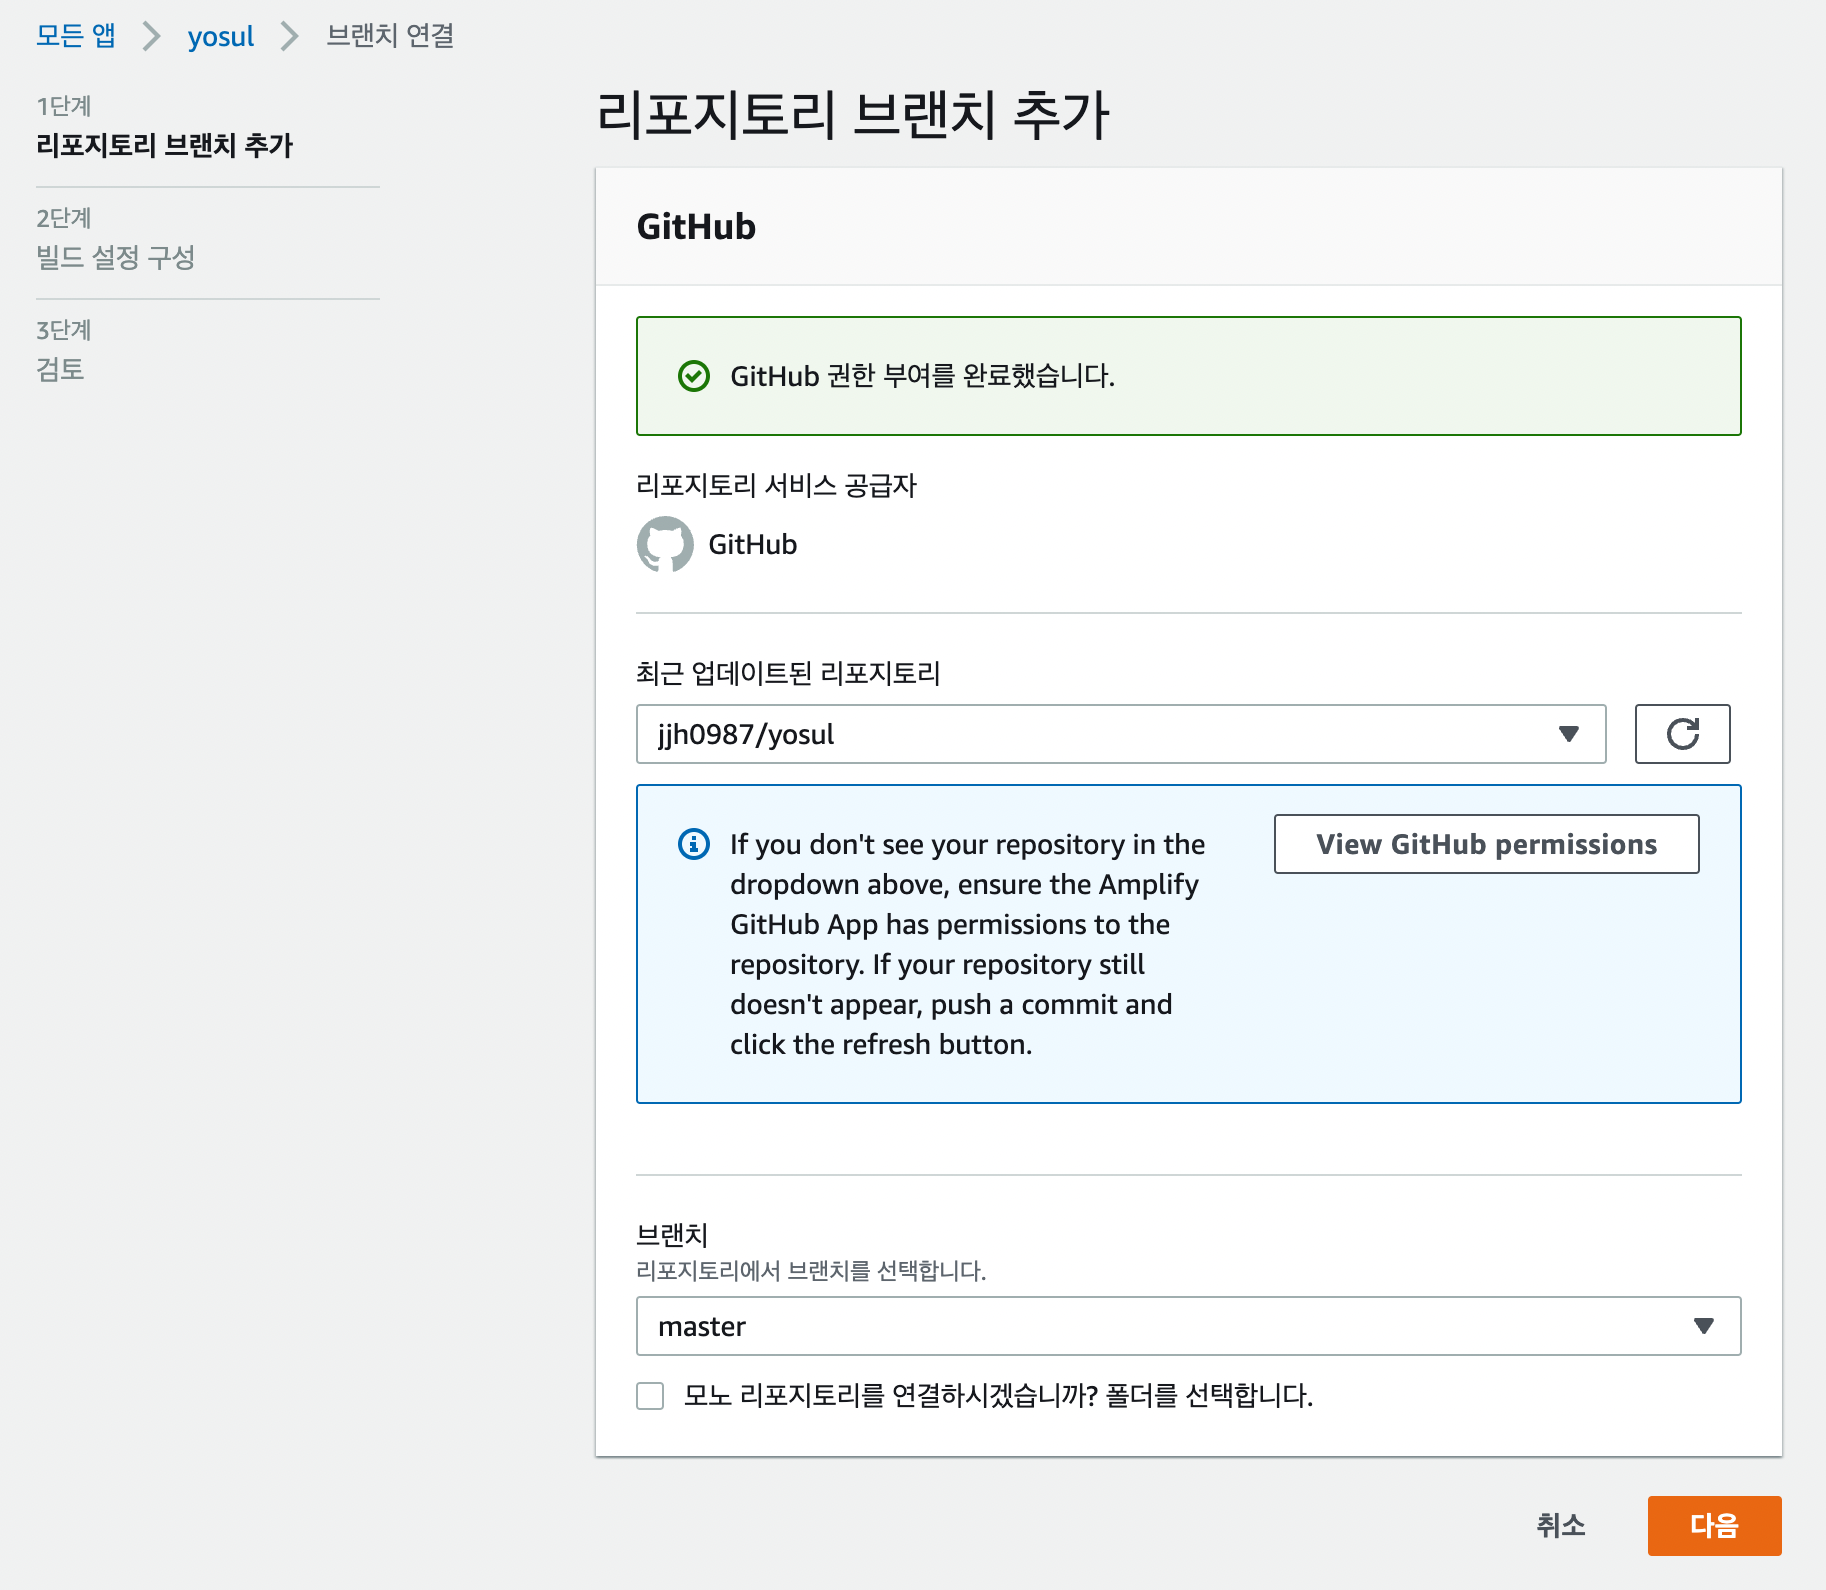 모든 앱 > yosul > 브랜치 연결
1단계
리포지토리 브랜치 추가
2단계
빌드 설정 구성
3단계
검토
리포지토리 브랜치 추가
GitHub
GitHub 권한 부여를 완료했습니다.
리포지토리 서비스 공급자
GitHub
최근 업데이트된 리포지토리
jjh0987/yosul
If you don't see your repository in the
dropdown above, ensure the Amplify
GitHub App has permissions to the
repository. If your repository still
doesn't appear, push a commit and
click the refresh button.
View GitHub permissions
브랜치
리포지토리에서 브랜치를 선택합니다.
master
모노 리포지토리를 연결하시겠습니까? 폴더를 선택합니다.
취소
다음